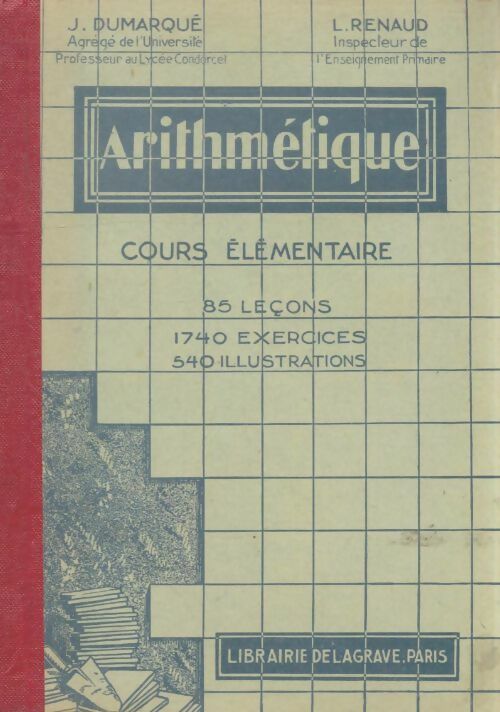 J. DUMARQUÉ
Agrégé de l'Université
Professeur au Lycée Condorcet
L. RENAUD
Inspecteur de
l'Enseignement Primaire
Arithmétique
COURS ÉLÉMENTAIRE
85 LEÇONS
1740 EXERCICES
540 ILLUSTRATIONS
LIBRAIRIE DELAGRAVE. PARIS